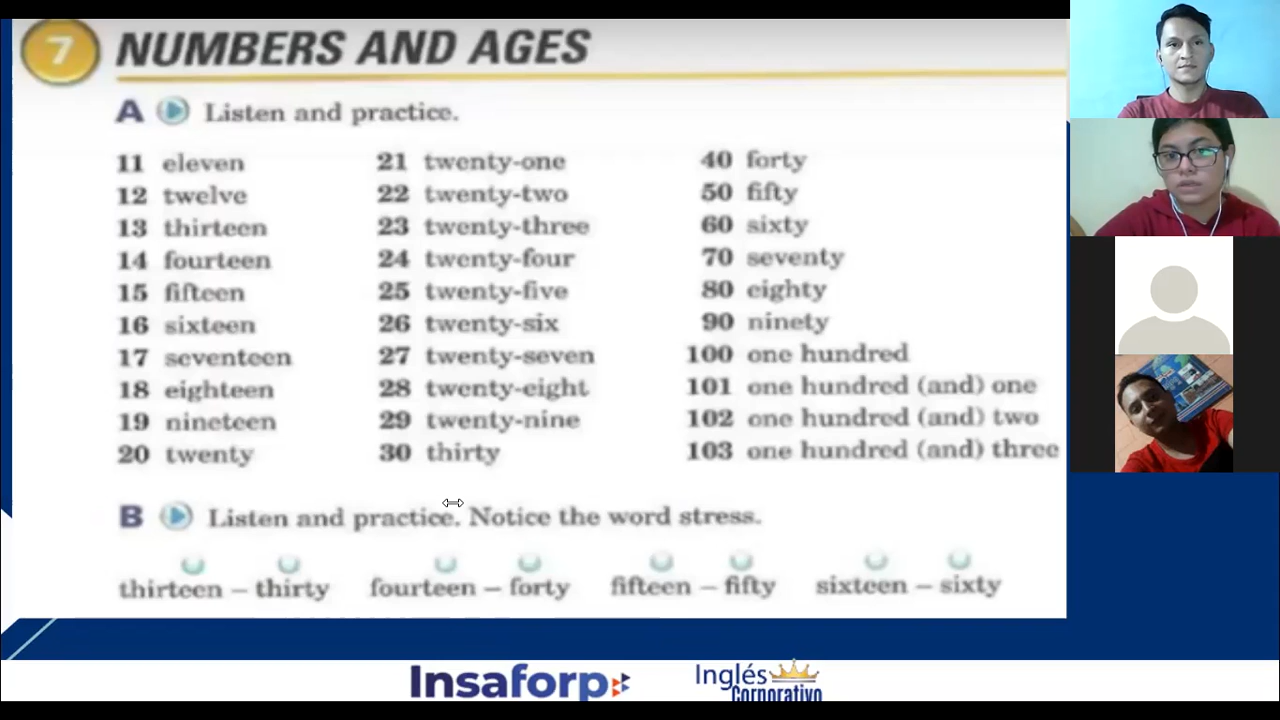 7 NUMBERS AND AGES
A Listen and practice.
11 eleven
12 twelve
13 thirteen
14 fourteen
15 fifteen
16 sixteen
17 seventeen
18 eighteen
19 nineteen
20 twenty
21 twenty-one
22 twenty-two
23 twenty-three
24 twenty-four
25 twenty-five
26 twenty-six
27 twenty-seven
28 twenty-eight
29 twenty-nine
30 thirty
40 forty
50 fifty
60 sixty
70 seventy
80 eighty
90 ninety
100 one hundred
101 one hundred (and) one
102 one hundred (and) two
103 one hundred (and) three
B Listen and practice. Notice the word stress.
thirteen – thirty fourteen – forty fifteen – fifty sixteen – sixty
Insaforp
Inglés
Corporativo